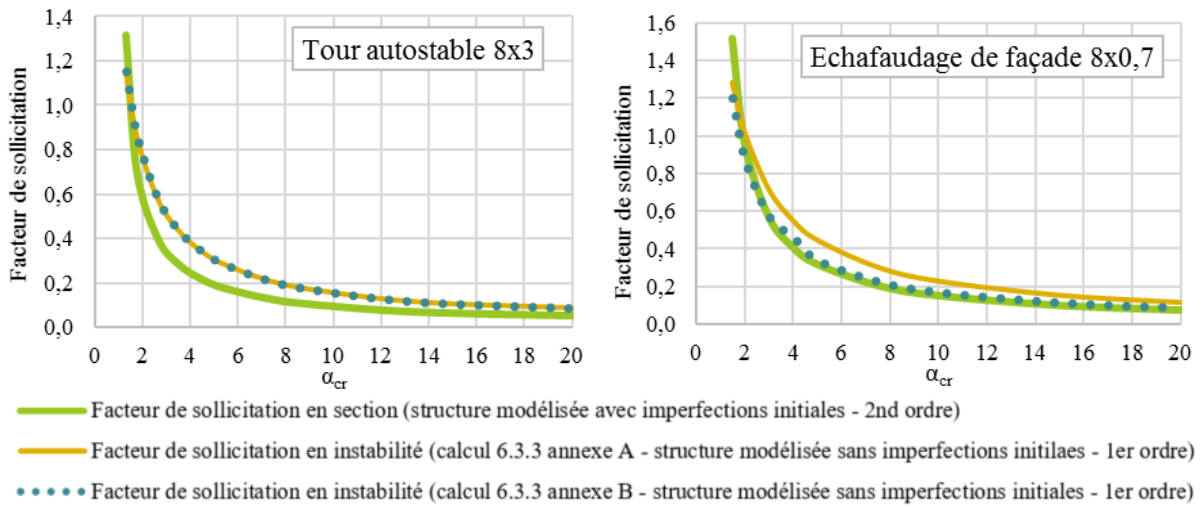 Tour autostable 8x3
Facteur de sollicitation
1,4
1,2
1,0
0,8
0,6
0,4
0,2
0,0
0 2 4 6 8 10 12 14 16 18 20
αcr
Echafaudage de façade 8x0,7
Facteur de sollicitation
1,6
1,4
1,2
1,0
0,8
0,6
0,4
0,2
0,0
0 2 4 6 8 10 12 14 16 18 20
αcr
Facteur de sollicitation en section (structure modélisée avec imperfections initiales - 2nd ordre)
Facteur de sollicitation en instabilité (calcul 6.3.3 annexe A - structure modélisée sans imperfections initilaes - 1er ordre)
Facteur de sollicitation en instabilité (calcul 6.3.3 annexe B - structure modélisée sans imperfections initiales - 1er ordre)